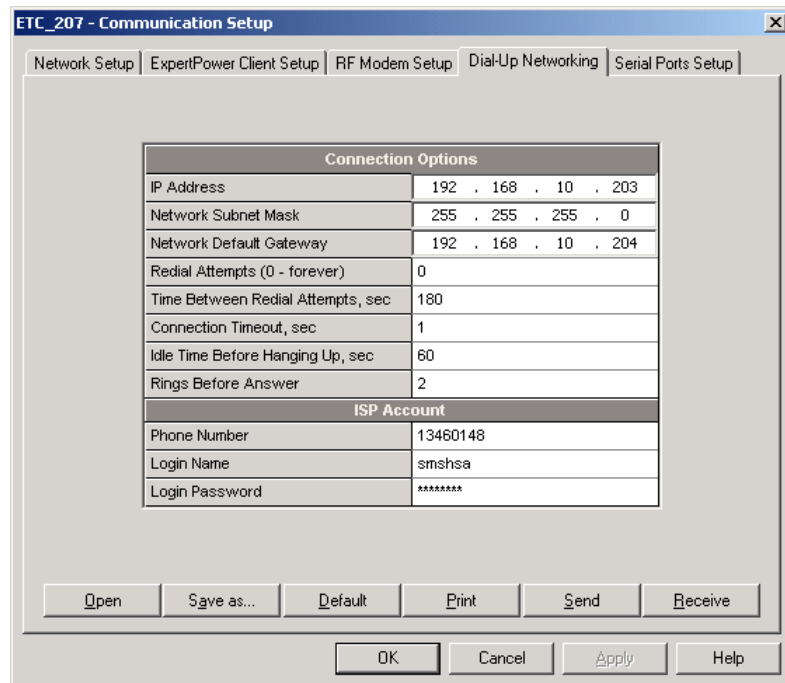 ETC_207 - Communication Setup
Network Setup ExpertPower Client Setup RF Modem Setup Dial-Up Networking Serial Ports Setup
Connection Options
IP Address 192 . 168 . 10 . 203
Network Subnet Mask 255 . 255 . 255 . 0
Network Default Gateway 192 . 168 . 10 . 204
Redial Attempts (0 - forever) 0
Time Between Redial Attempts, sec 180
Connection Timeout, sec 1
Idle Time Before Hanging Up, sec 60
Rings Before Answer 2
ISP Account
Phone Number 13460148
Login Name smshsa
Login Password ********
Open Save as... Default Print Send Receive
OK Cancel Apply Help